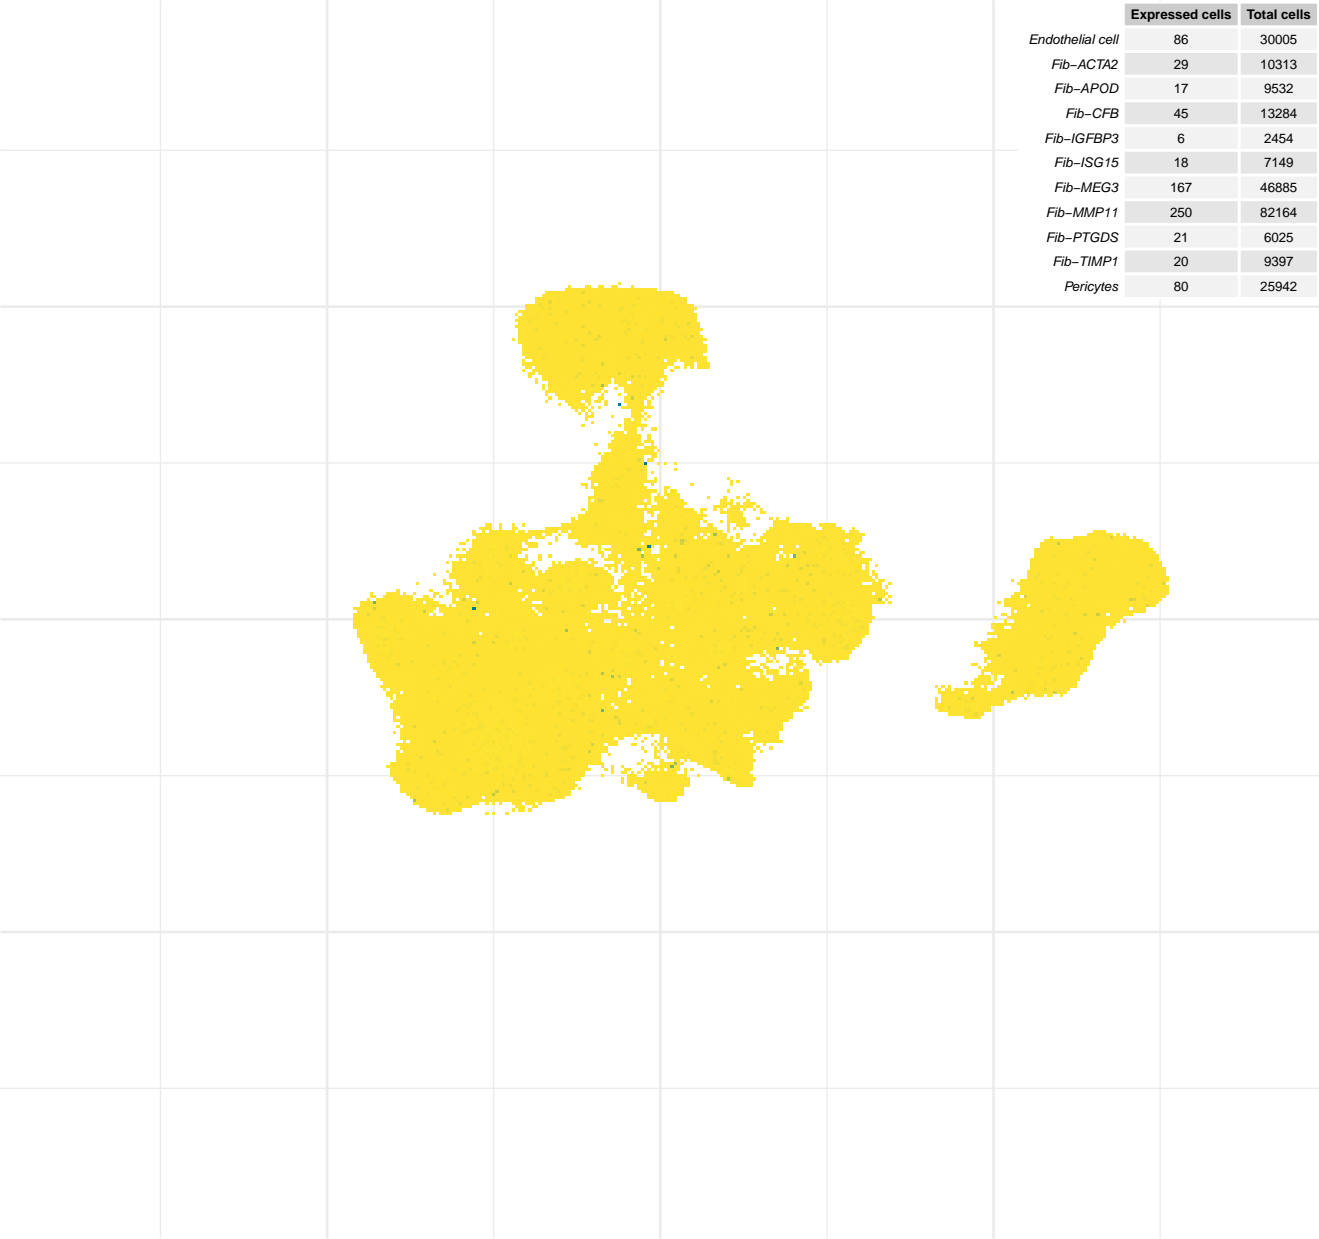 Expressed cells Total cells
Endothelial cell 86 30005
Fib−ACTA2 29 10313
Fib−APOD 17 9532
Fib−CFB 45 13284
Fib−IGFBP3 6 2454
Fib−ISG15 18 7149
Fib−MEG3 167 46885
Fib−MMP11 250 82164
Fib−PTGDS 21 6025
Fib−TIMP1 20 9397
Pericytes 80 25942